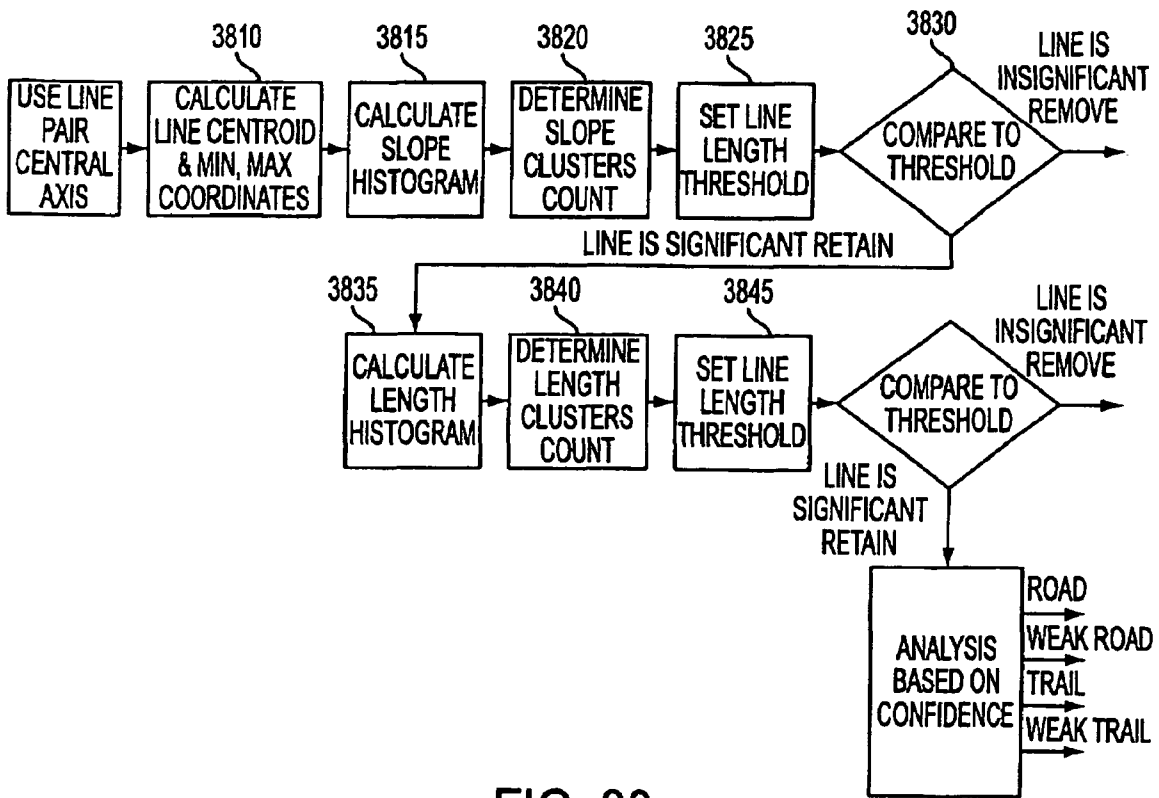 3810
3815
3820
3825
3830
USE LINE
PAIR
CENTRAL
AXIS
CALCULATE
LINE CENTROID
& MIN, MAX
COORDINATES
CALCULATE
SLOPE
HISTOGRAM
DETERMINE
SLOPE
CLUSTERS
COUNT
SET LINE
LENGTH
THRESHOLD
COMPARE TO
THRESHOLD
LINE IS
INSIGNIFICANT
REMOVE
LINE IS SIGNIFICANT RETAIN
3835
3840
3845
CALCULATE
LENGTH
HISTOGRAM
DETERMINE
LENGTH
CLUSTERS
COUNT
SET LINE
LENGTH
THRESHOLD
COMPARE TO
THRESHOLD
LINE IS
INSIGNIFICANT
REMOVE
LINE IS
SIGNIFICANT
RETAIN
ANALYSIS
BASED ON
CONFIDENCE
ROAD
WEAK ROAD
TRAIL
WEAK TRAIL